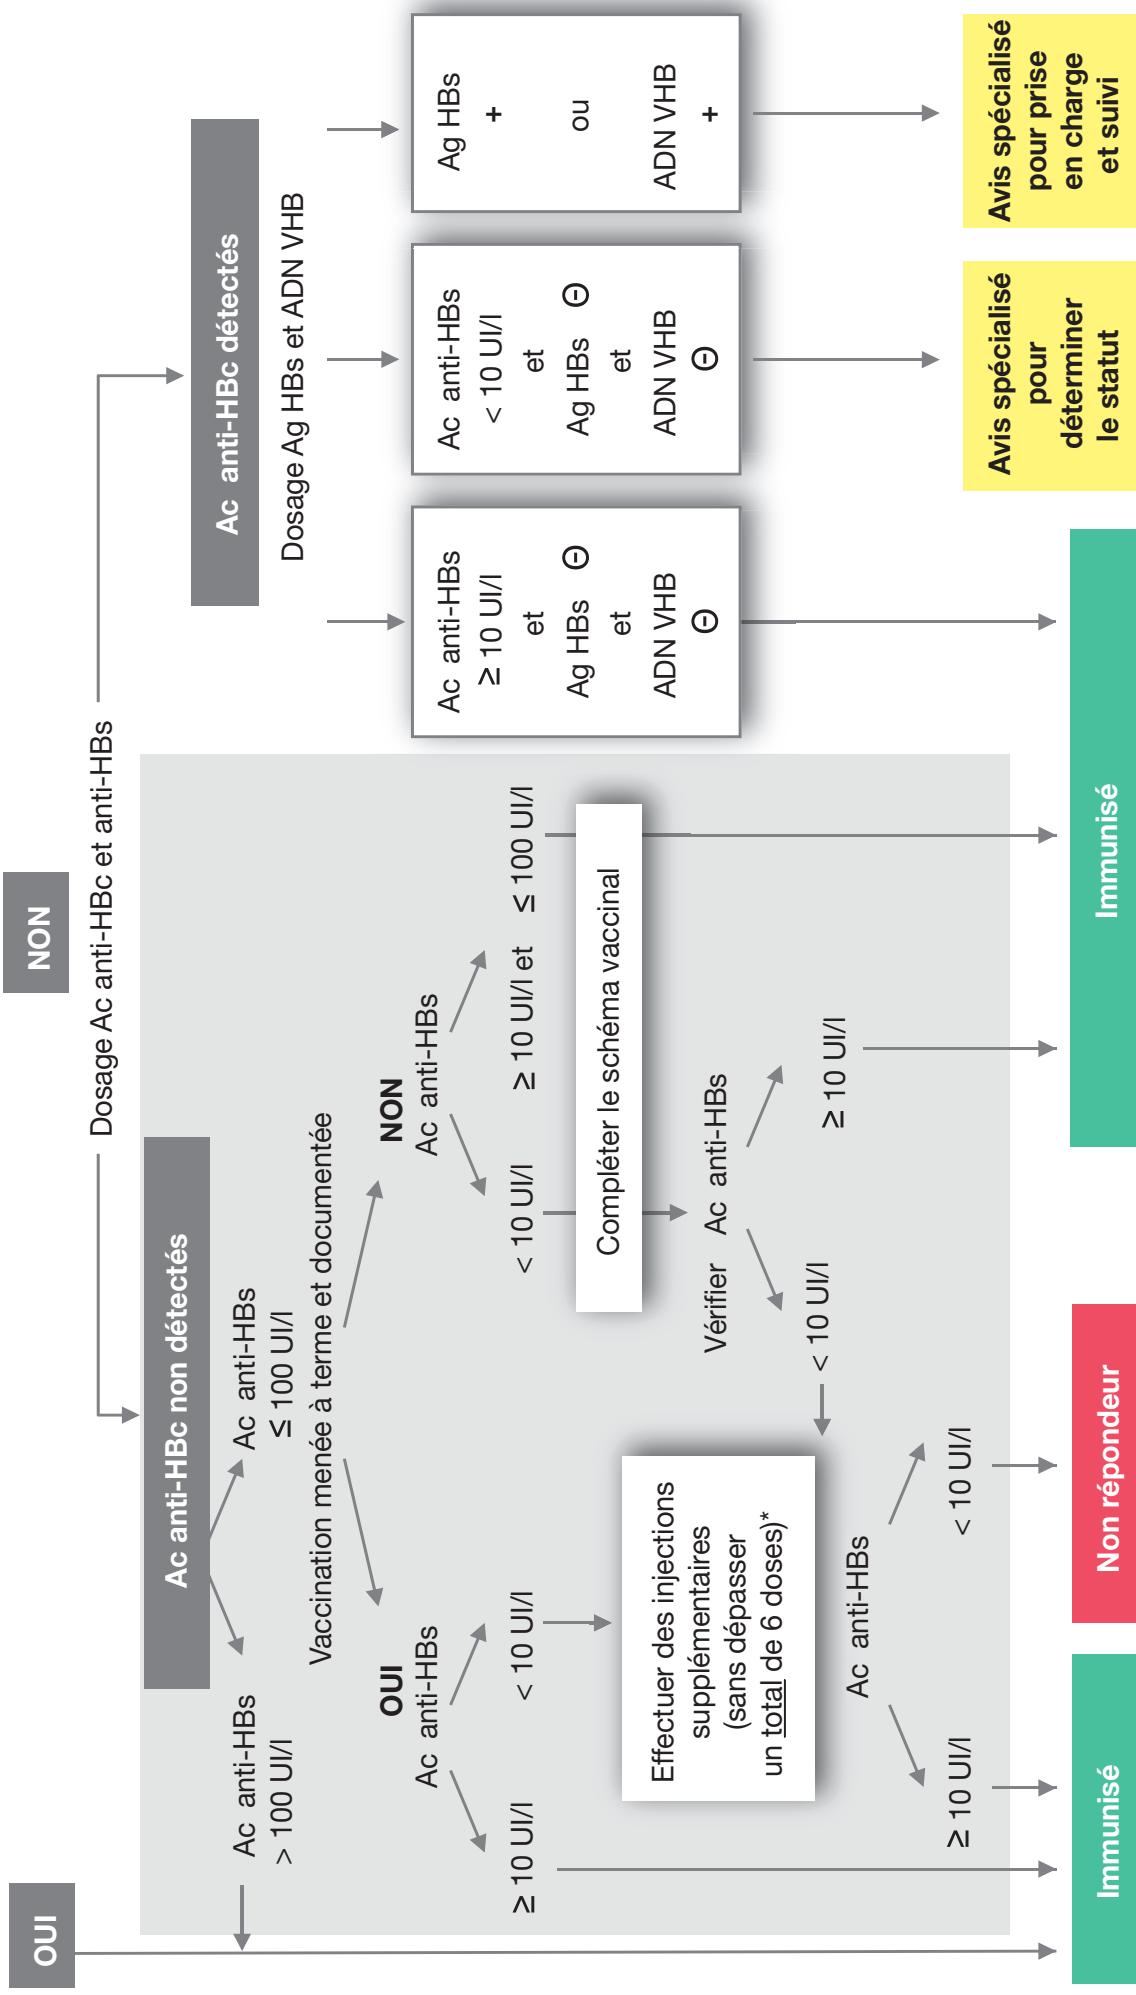 OUI
NON
Dosage Ac anti-HBc et anti-HBs
Ac anti-HBc non détectés
Ac anti-HBs
> 100 UI/l
Ac anti-HBs
≤ 100 UI/l
Vaccination menée à terme et documentée
OUI
Ac anti-HBs
≥ 10 UI/l
< 10 UI/l
NON
Ac anti-HBs
< 10 UI/l
≥ 10 UI/l et ≤ 100 UI/l
Compléter le schéma vaccinal
Vérifier Ac anti-HBs
< 10 UI/l
≥ 10 UI/l
Effectuer des injections
supplémentaires
(sans dépasser
un total de 6 doses)*
Ac anti-HBs
≥ 10 UI/l
< 10 UI/l
Immunisé
Non répondeur
Immunisé
Ac anti-HBc détectés
Dosage Ag HBs et ADN VHB
Ac anti-HBs
≥ 10 UI/l
et
Ag HBs ⊖
et
ADN VHB
⊖
Ac anti-HBs
< 10 UI/l
et
Ag HBs ⊖
et
ADN VHB
⊖
Ag HBs
+
ou
ADN VHB
+
Avis spécialisé
pour
déterminer
le statut
Avis spécialisé
pour prise
en charge
et suivi